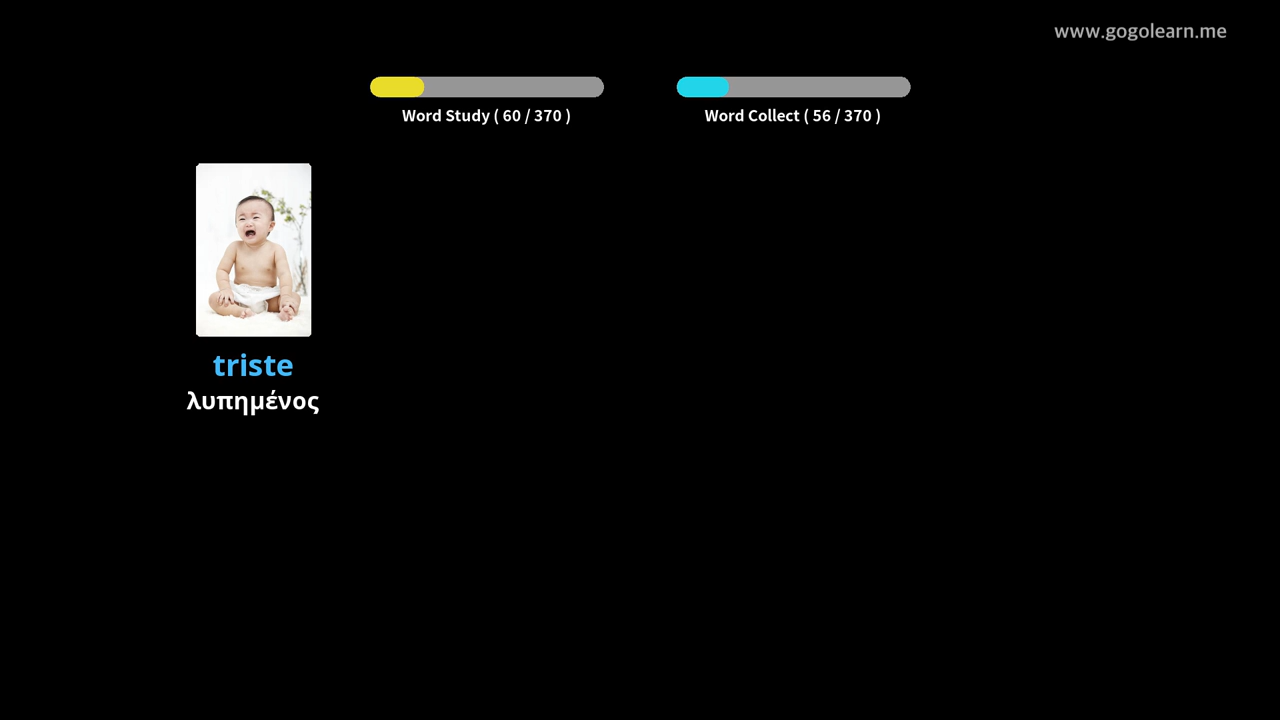 www.gogolearn.me
Word Study ( 60 / 370 )
Word Collect ( 56 / 370 )
triste
λυπημένος